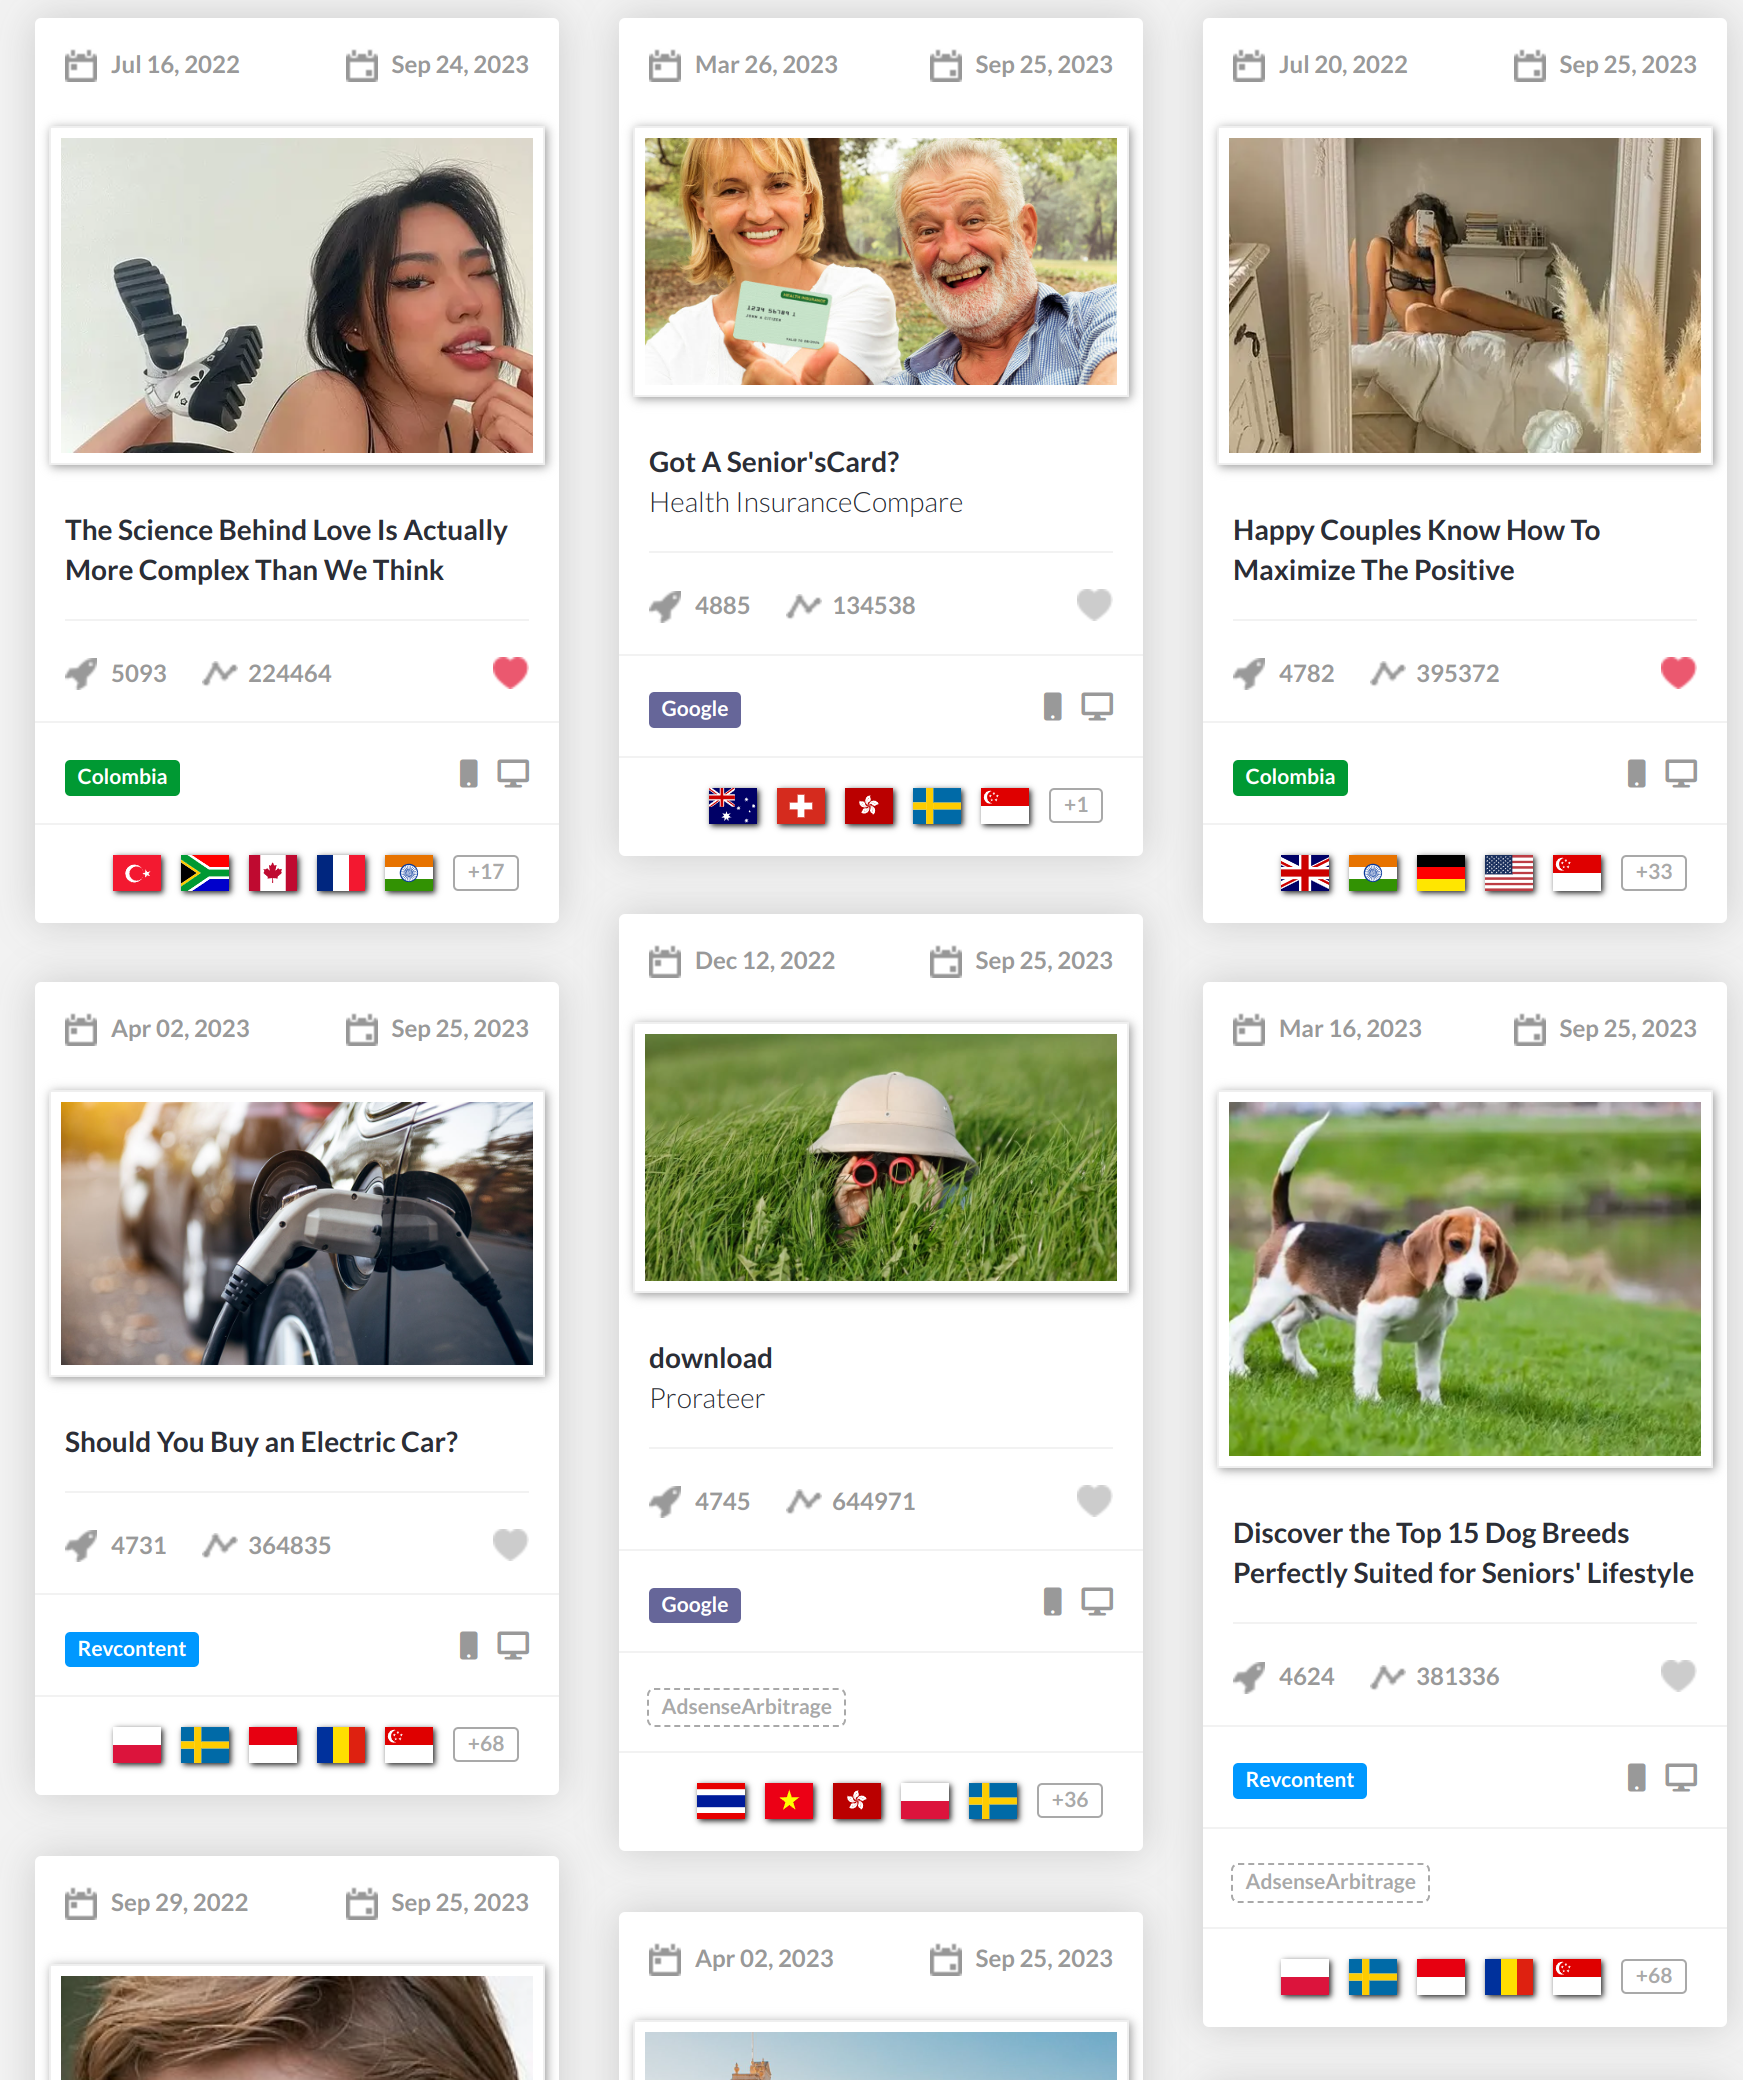 Jul 16, 2022
Sep 24, 2023
The Science Behind Love Is Actually
More Complex Than We Think
5093
224464
Colombia
+17
Mar 26, 2023
Sep 25, 2023
HEALTH INSURANCE
1234 56789 1
Got A Senior'sCard?
Health InsuranceCompare
4885
134538
Google
+1
Jul 20, 2022
Sep 25, 2023
Happy Couples Know How To
Maximize The Positive
4782
395372
Colombia
+33
Apr 02, 2023
Sep 25, 2023
Should You Buy an Electric Car?
4731
364835
Revcontent
+68
Dec 12, 2022
Sep 25, 2023
download
Prorateer
4745
644971
Google
AdsenseArbitrage
+36
Mar 16, 2023
Sep 25, 2023
Discover the Top 15 Dog Breeds
Perfectly Suited for Seniors' Lifestyle
4624
381336
Revcontent
AdsenseArbitrage
+68
Sep 29, 2022
Sep 25, 2023
Apr 02, 2023
Sep 25, 2023